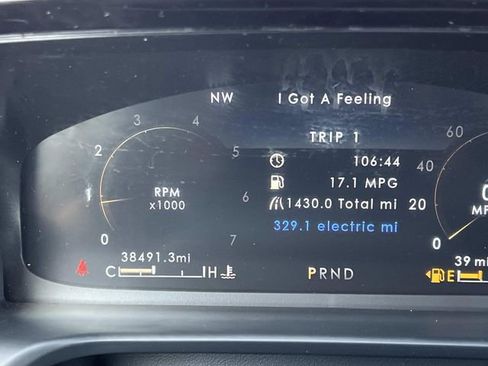 NW I Got A Feeling
TRIP 1
106:44
17.1 MPG
1430.0 Total mi
329.1 electric mi
0 2 3 4 5 6 7
RPM
x1000
38491.3mi
C H
PRND
0 20 40 60
MP
39 mi
E